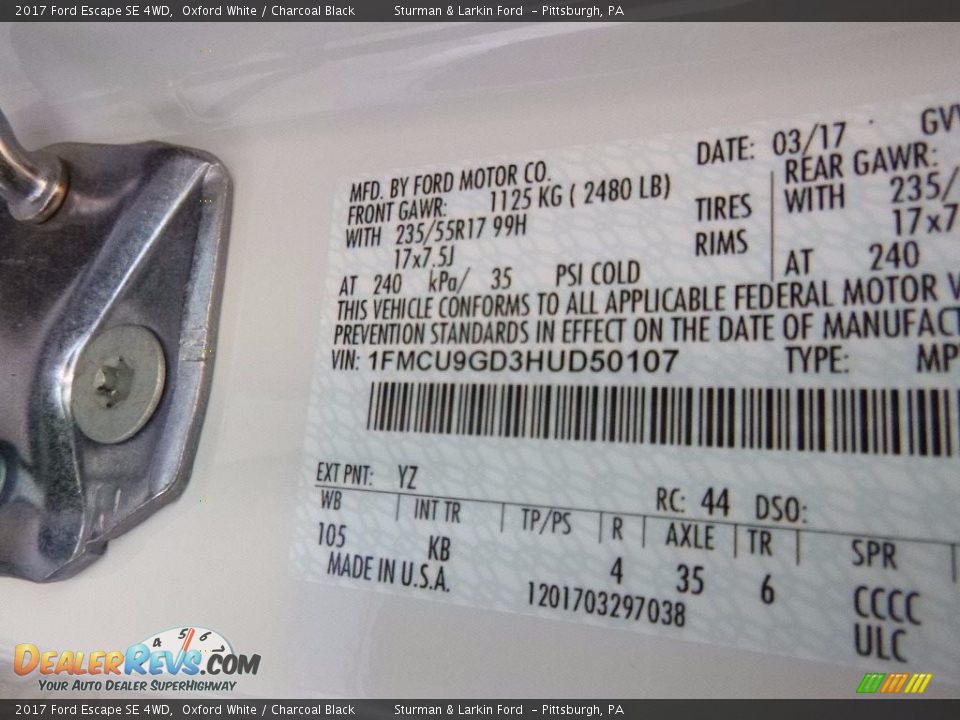 2017 Ford Escape SE 4WD, Oxford White / Charcoal Black Sturman & Larkin Ford - Pittsburgh, PA
MFD. BY FORD MOTOR CO. DATE: 03/17
FRONT GAWR: 1125 KG ( 2480 LB) REAR GAWR:
WITH 235/55R17 99H TIRES WITH 235/
17x7.5J RIMS 17x7
AT 240 kPa/ 35 PSI COLD AT 240
THIS VEHICLE CONFORMS TO ALL APPLICABLE FEDERAL MOTOR V
PREVENTION STANDARDS IN EFFECT ON THE DATE OF MANUFACT
VIN: 1FMCU9GD3HUD50107 TYPE: MP
EXT PNT: YZ RC: 44 DSO:
WB INT TR TP/PS R AXLE TR SPR
105 KB 4 35 6 CCCC
MADE IN U.S.A. 1201703297038 ULC
4 5 6
DEALERREVS.COM
YOUR AUTO DEALER SUPERHIGHWAY
2017 Ford Escape SE 4WD, Oxford White / Charcoal Black Sturman & Larkin Ford - Pittsburgh, PA